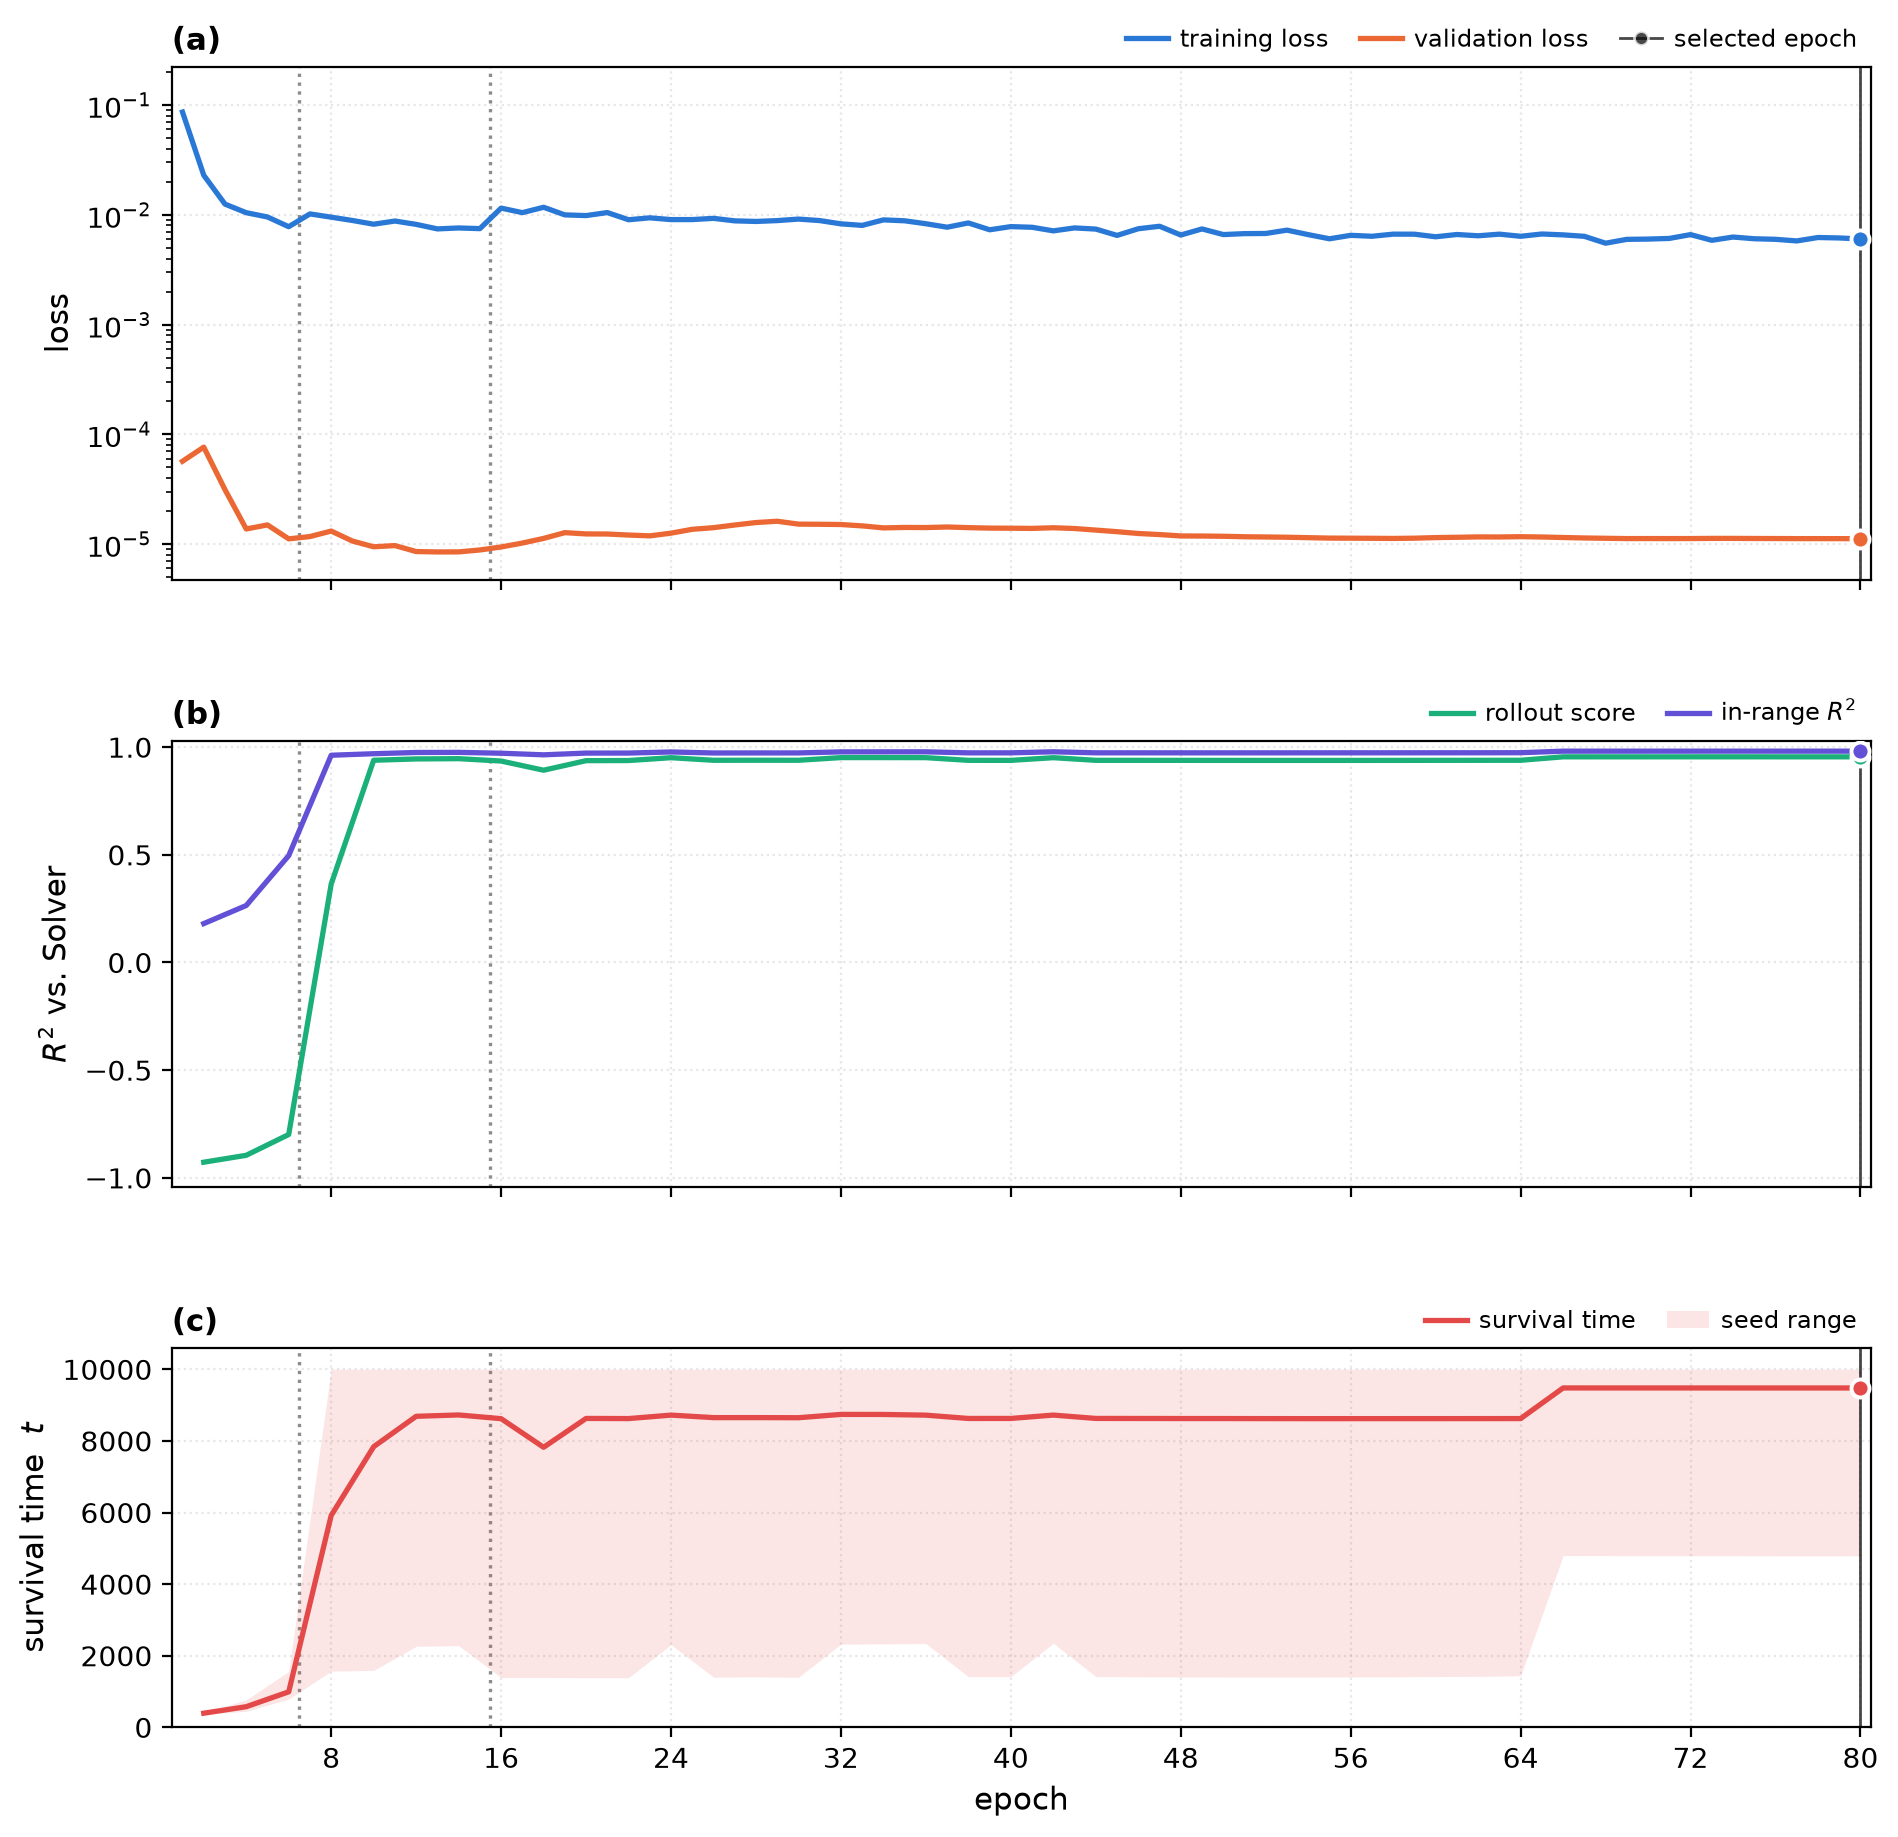 (a) training loss validation loss selected epoch
10⁻¹
10⁻²
10⁻³
10⁻⁴
10⁻⁵
loss
(b) rollout score in-range R²
1.0
0.5
0.0
−0.5
−1.0
R² vs. Solver
(c) survival time seed range
10000
8000
6000
4000
2000
0
survival time t
8 16 24 32 40 48 56 64 72 80
epoch